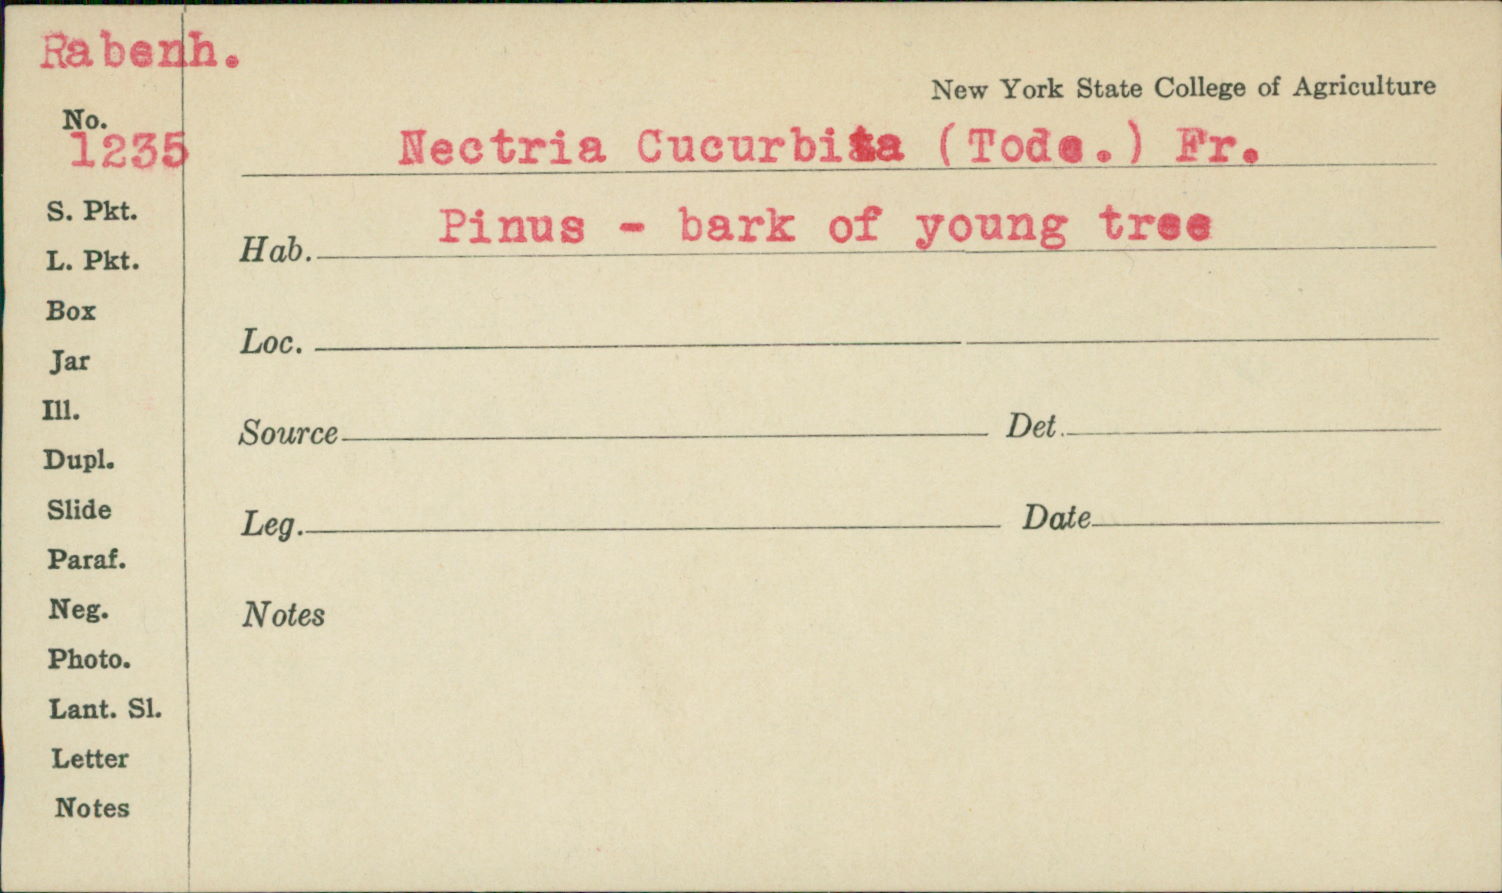 Rabenh.
New York State College of Agriculture
No.
1235
Nectria Cucurbita (Tode.) Fr.
S. Pkt.
Hab. Pinus - bark of young tree
L. Pkt.
Box
Loc.
Jar
Ill.
Source Det.
Dupl.
Slide
Leg. Date
Paraf.
Neg.
Notes
Photo.
Lant. Sl.
Letter
Notes